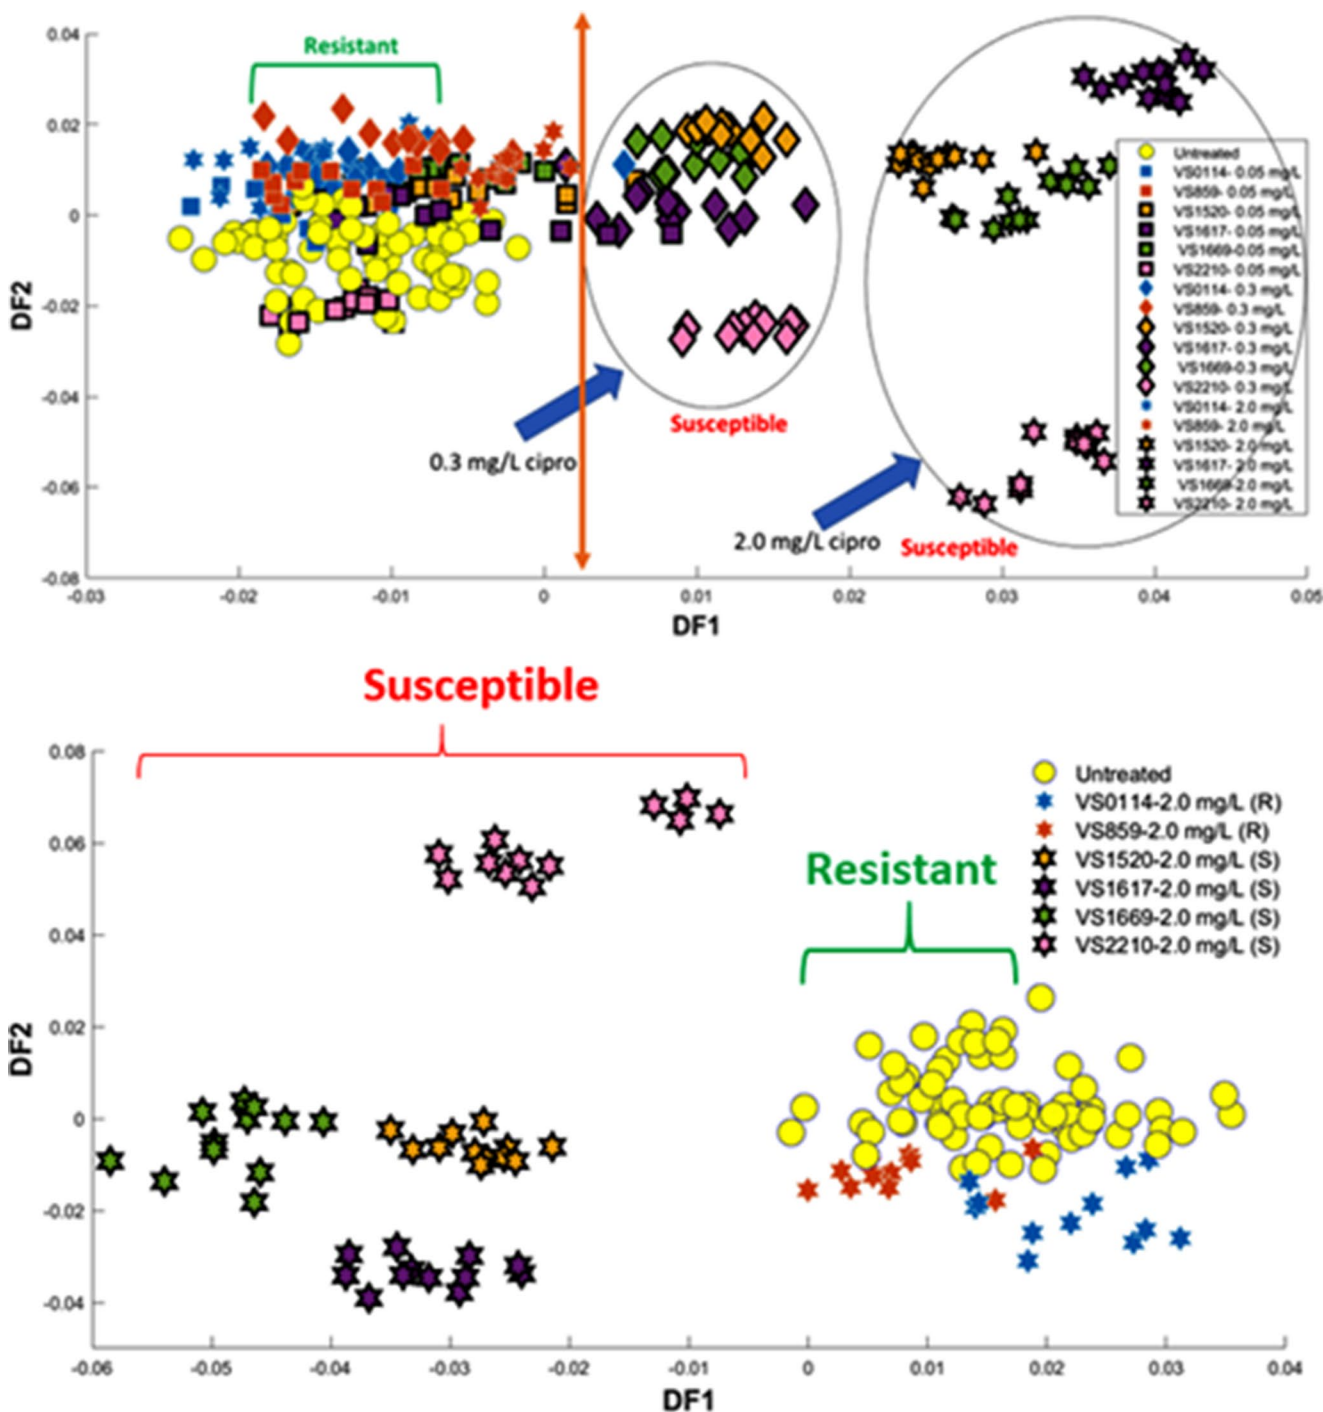 0.04
0.02
0
-0.02
-0.04
-0.06
-0.08
DF2
Resistant
0.3 mg/L cipro
Susceptible
2.0 mg/L cipro
Susceptible
Untreated
VS0114- 0.05 mg/L
VS859- 0.05 mg/L
VS1520- 0.05 mg/L
VS1617- 0.05 mg/L
VS1669-0.05 mg/L
VS2210- 0.05 mg/L
VS0114- 0.3 mg/L
VS859- 0.3 mg/L
VS1520- 0.3 mg/L
VS1617- 0.3 mg/L
VS1669-0.3 mg/L
VS2210- 0.3 mg/L
VS0114- 2.0 mg/L
VS859- 2.0 mg/L
VS1520- 2.0 mg/L
VS1617- 2.0 mg/L
VS1669-2.0 mg/L
VS2210- 2.0 mg/L
-0.03 -0.02 -0.01 0 0.01 0.02 0.03 0.04 0.05
DF1
Susceptible
0.08
0.06
0.04
0.02
0
-0.02
-0.04
DF2
Resistant
Untreated
VS0114-2.0 mg/L (R)
VS859-2.0 mg/L (R)
VS1520-2.0 mg/L (S)
VS1617-2.0 mg/L (S)
VS1669-2.0 mg/L (S)
VS2210-2.0 mg/L (S)
-0.06 -0.05 -0.04 -0.03 -0.02 -0.01 0 0.01 0.02 0.03 0.04
DF1